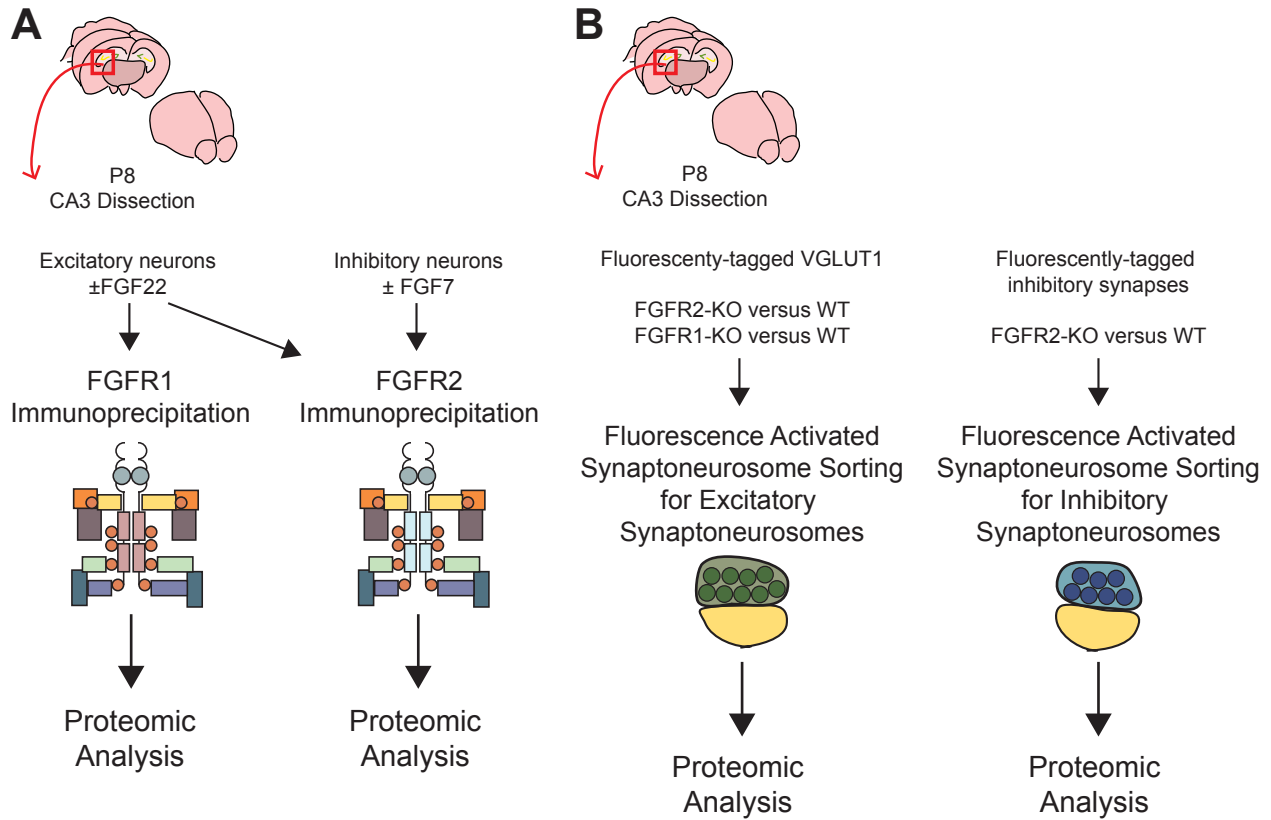 A
P8
CA3 Dissection
Excitatory neurons
±FGF22
Inhibitory neurons
± FGF7
FGFR1
Immunoprecipitation
FGFR2
Immunoprecipitation
Proteomic
Analysis
Proteomic
Analysis
B
P8
CA3 Dissection
Fluorescenty-tagged VGLUT1
FGFR2-KO versus WT
FGFR1-KO versus WT
Fluorescently-tagged
inhibitory synapses
FGFR2-KO versus WT
Fluorescence Activated
Synaptoneurosome Sorting
for Excitatory
Synaptoneurosomes
Fluorescence Activated
Synaptoneurosome Sorting
for Inhibitory
Synaptoneurosomes
Proteomic
Analysis
Proteomic
Analysis